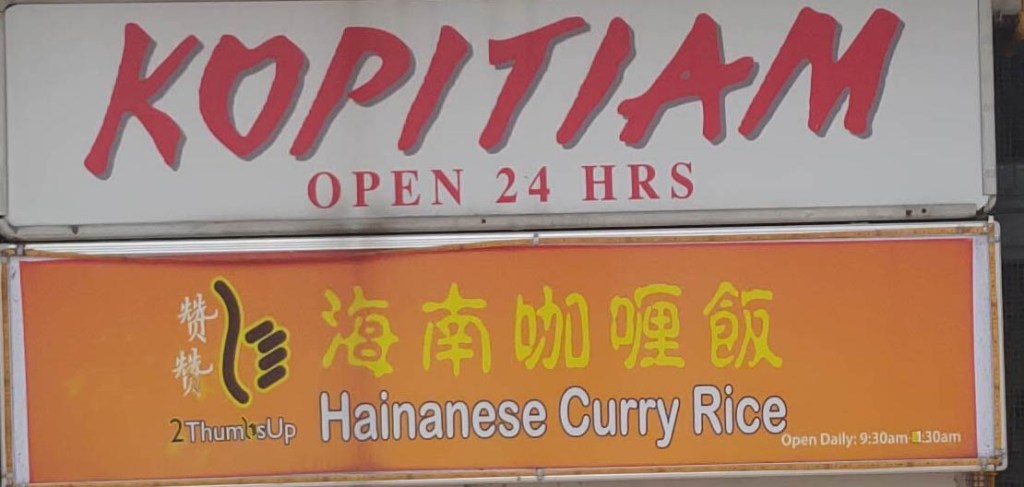 KOPITIAM
OPEN 24 HRS
赞
赞
2ThumbsUp
海南咖喱飯
Hainanese Curry Rice
Open Daily: 9:30am-1:30am